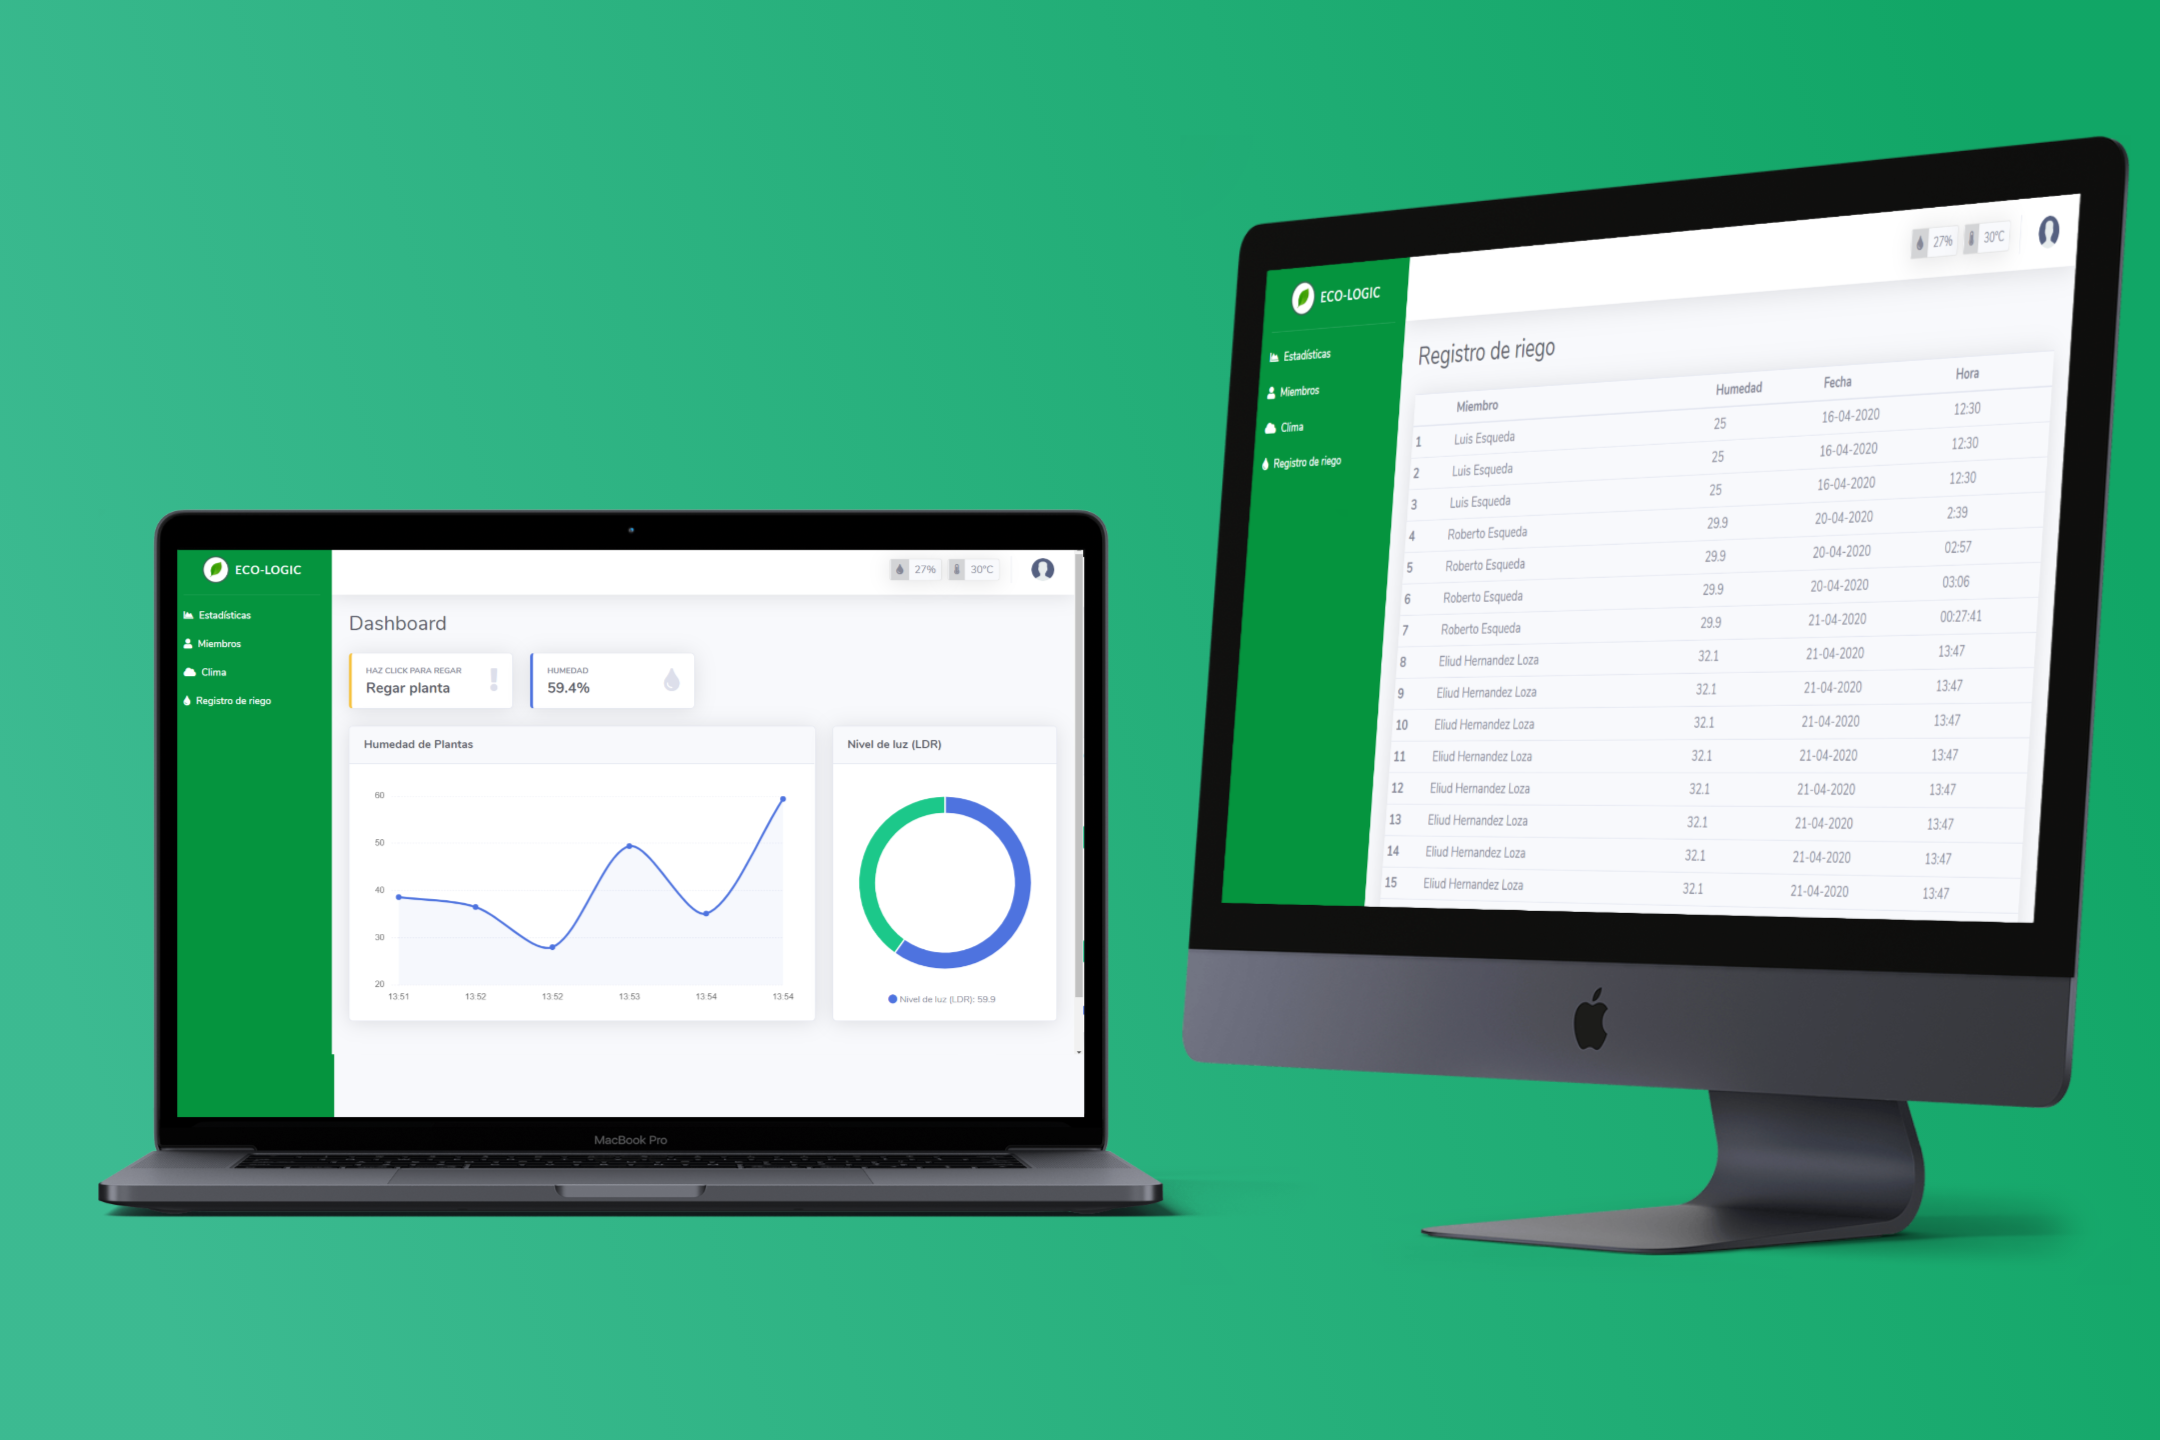 ECO-LOGIC
27% 30°C
Estadísticas
Miembros
Clima
Registro de riego
Dashboard
HAZ CLICK PARA REGAR
Regar planta
HUMEDAD
59.4%
Humedad de Plantas
60
50
40
30
20
13:51 13:52 13:52 13:53 13:54 13:54
Nivel de luz (LDR)
Nivel de luz (LDR): 59.9
MacBook Pro
ECO-LOGIC
27% 30°C
Estadísticas
Miembros
Clima
Registro de riego
Registro de riego
Miembro Humedad Fecha Hora
1 Luis Esqueda 25 16-04-2020 12:30
2 Luis Esqueda 25 16-04-2020 12:30
3 Luis Esqueda 25 16-04-2020 12:30
4 Roberto Esqueda 29.9 20-04-2020 2:39
5 Roberto Esqueda 29.9 20-04-2020 02:57
6 Roberto Esqueda 29.9 20-04-2020 03:06
7 Roberto Esqueda 29.9 21-04-2020 00:27:41
8 Eliud Hernandez Loza 32.1 21-04-2020 13:47
9 Eliud Hernandez Loza 32.1 21-04-2020 13:47
10 Eliud Hernandez Loza 32.1 21-04-2020 13:47
11 Eliud Hernandez Loza 32.1 21-04-2020 13:47
12 Eliud Hernandez Loza 32.1 21-04-2020 13:47
13 Eliud Hernandez Loza 32.1 21-04-2020 13:47
14 Eliud Hernandez Loza 32.1 21-04-2020 13:47
15 Eliud Hernandez Loza 32.1 21-04-2020 13:47